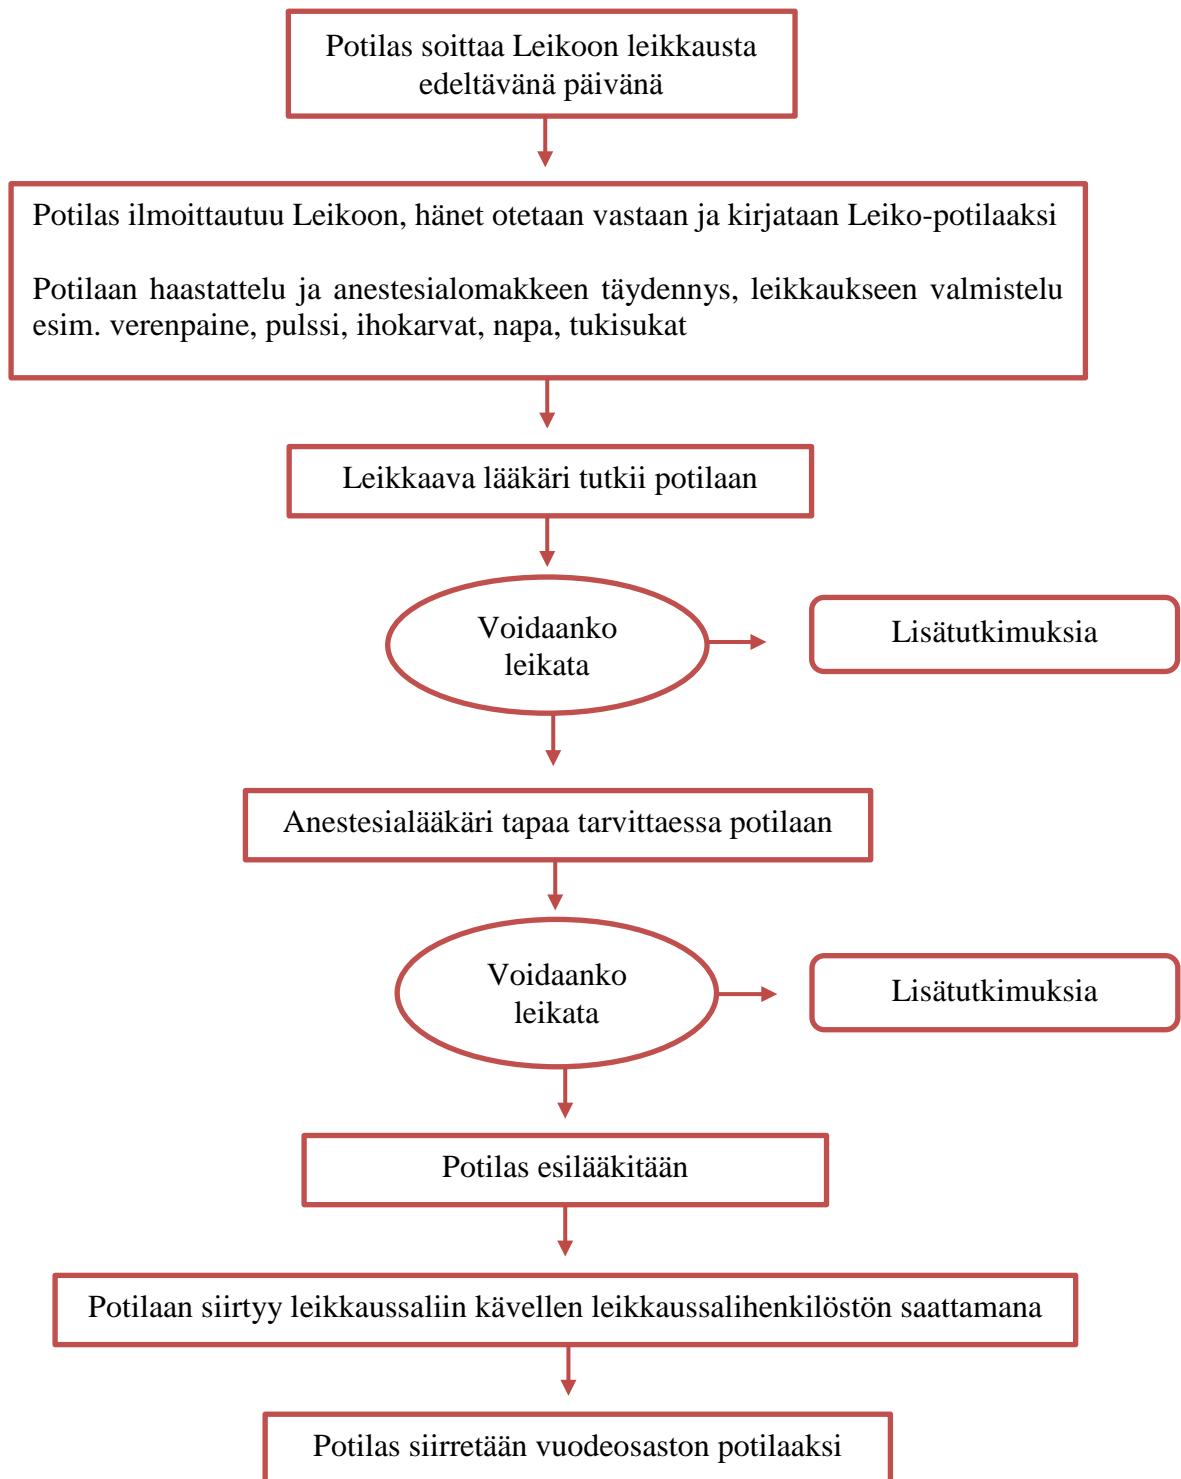 Potilas soittaa Leikoon leikkausta
edeltävänä päivänä
Potilas ilmoittautuu Leikoon, hänet otetaan vastaan ja kirjataan Leiko-potilaaksi
Potilaan haastattelu ja anestesialomakkeen täydennys, leikkaukseen valmistelu
esim. verenpaine, pulssi, ihokarvat, napa, tukisukat
Leikkaava lääkäri tutkii potilaan
Voidaanko
leikata
Lisätutkimuksia
Anestesialääkäri tapaa tarvittaessa potilaan
Voidaanko
leikata
Lisätutkimuksia
Potilas esilääkitään
Potilaan siirtyy leikkaussaliin kävellen leikkaussalihenkilöstön saattamana
Potilas siirretään vuodeosaston potilaaksi